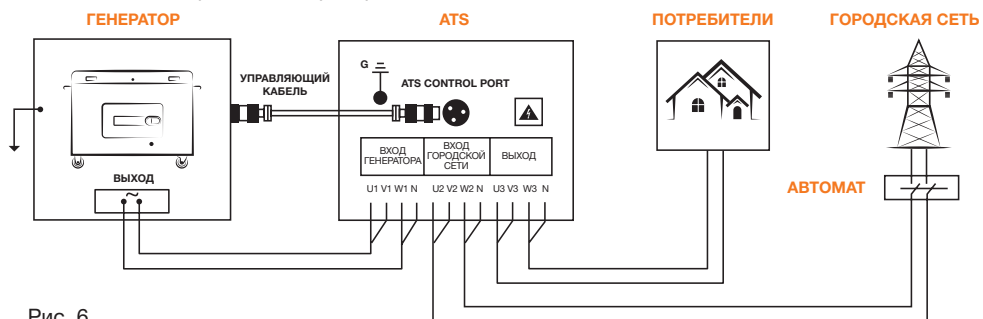 ГЕНЕРАТОР
ATS
ПОТРЕБИТЕЛИ
ГОРОДСКАЯ СЕТЬ
УПРАВЛЯЮЩИЙ
КАБЕЛЬ
G
ATS CONTROL PORT
ВХОД
ГЕНЕРАТОРА
ВХОД
ГОРОДСКОЙ
СЕТИ
ВЫХОД
ВЫХОД
~
U1 V1 W1 N
U2 V2 W2 N
U3 V3 W3 N
АВТОМАТ
Рис. 6